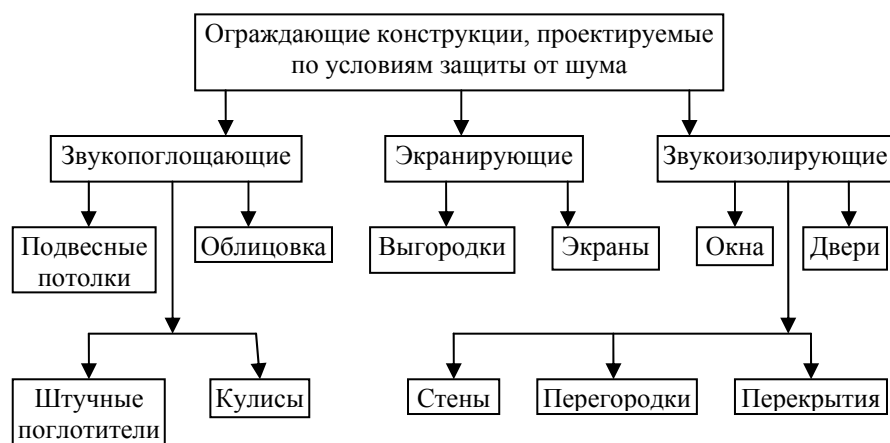 Ограждающие конструкции, проектируемые
по условиям защиты от шума
Звукопоглощающие
Экранирующие
Звукоизолирующие
Подвесные
потолки
Облицовка
Выгородки
Экраны
Окна
Двери
Штучные
поглотители
Кулисы
Стены
Перегородки
Перекрытия